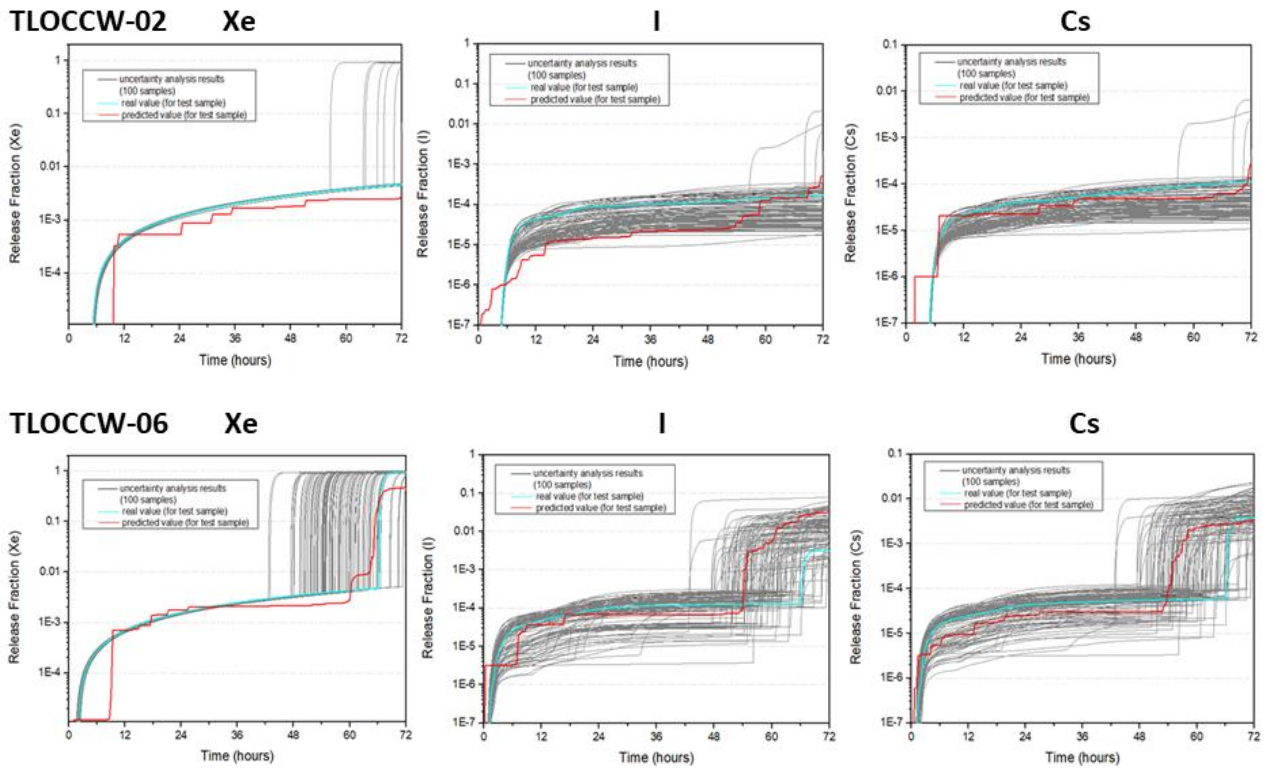 TLOCCW-02 Xe I Cs
uncertainty analysis results
(100 samples)
real value (for test sample)
predicted value (for test sample)
Release Fraction (Xe)
1
0.1
0.01
1E-3
1E-4
0 12 24 36 48 60 72
Time (hours)
uncertainty analysis results
(100 samples)
real value (for test sample)
predicted value (for test sample)
Release Fraction (I)
1
0.1
0.01
1E-3
1E-4
1E-5
1E-6
1E-7
0 12 24 36 48 60 72
Time (hours)
uncertainty analysis results
(100 samples)
real value (for test sample)
predicted value (for test sample)
Release Fraction (Cs)
0.1
0.01
1E-3
1E-4
1E-5
1E-6
1E-7
0 12 24 36 48 60 72
Time (hours)
TLOCCW-06 Xe I Cs
uncertainty analysis results
(100 samples)
real value (for test sample)
predicted value (for test sample)
Release Fraction (Xe)
1
0.1
0.01
1E-3
1E-4
0 12 24 36 48 60 72
Time (hours)
uncertainty analysis results
(100 samples)
real value (for test sample)
predicted value (for test sample)
Release Fraction (I)
1
0.1
0.01
1E-3
1E-4
1E-5
1E-6
1E-7
0 12 24 36 48 60 72
Time (hours)
uncertainty analysis results
(100 samples)
real value (for test sample)
predicted value (for test sample)
Release Fraction (Cs)
0.1
0.01
1E-3
1E-4
1E-5
1E-6
1E-7
0 12 24 36 48 60 72
Time (hours)